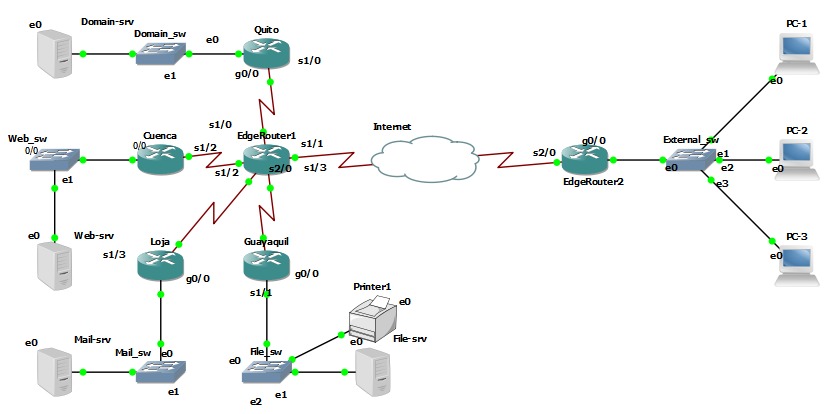 e0
Domain-srv
Domain_sw
e0
Quito
PC-1
e1
g0/0
s1/0
e0
Web_sw
0/0
Cuenca
0/0
s1/0
s1/2
EdgeRouter1
s1/1
s1/3
Internet
g0/0
s2/0
EdgeRouter2
External_sw
e0
e1
e2
e3
PC-2
e0
e1
s1/2
s2/0
e0
Web-srv
s1/3
Loja
g0/0
Guayaquil
g0/0
s1/1
PC-3
e0
Printer1
e0
e0
Mail-srv
Mail_sw
e0
e1
e0
File_sw
e0
File-srv
e1
e2